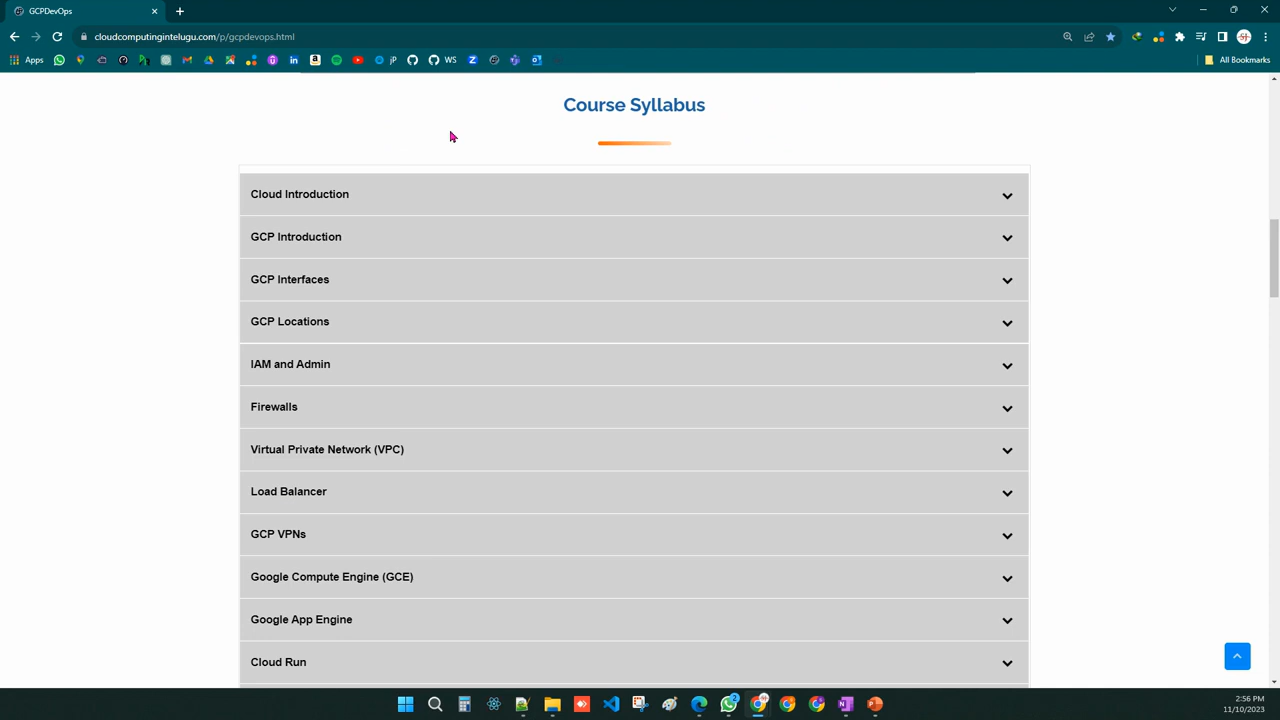 GCPDevOps
cloudcomputingintelugu.com/p/gcpdevops.html
Apps
jP
WS
All Bookmarks
Course Syllabus
Cloud Introduction
GCP Introduction
GCP Interfaces
GCP Locations
IAM and Admin
Firewalls
Virtual Private Network (VPC)
Load Balancer
GCP VPNs
Google Compute Engine (GCE)
Google App Engine
Cloud Run
2:56 PM
11/10/2023